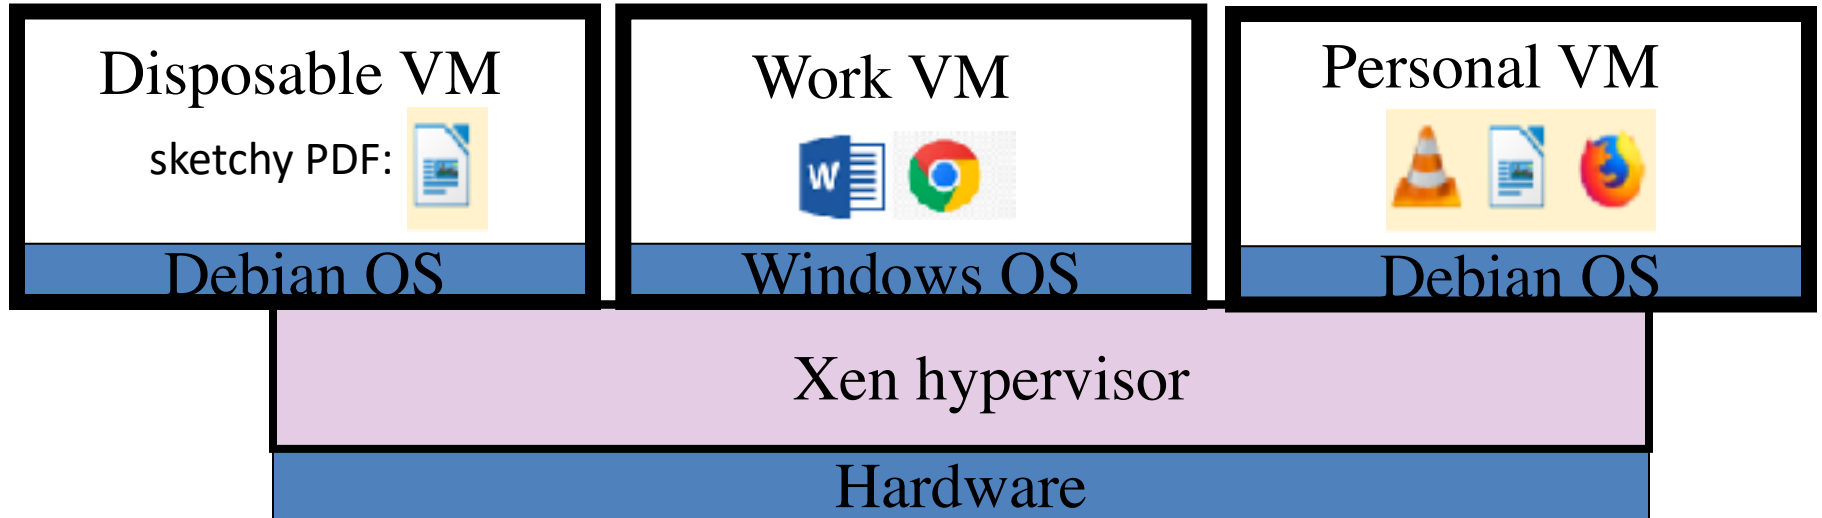 Disposable VM
sketchy PDF:
Debian OS
Work VM
W
Windows OS
Personal VM
Debian OS
Xen hypervisor
Hardware